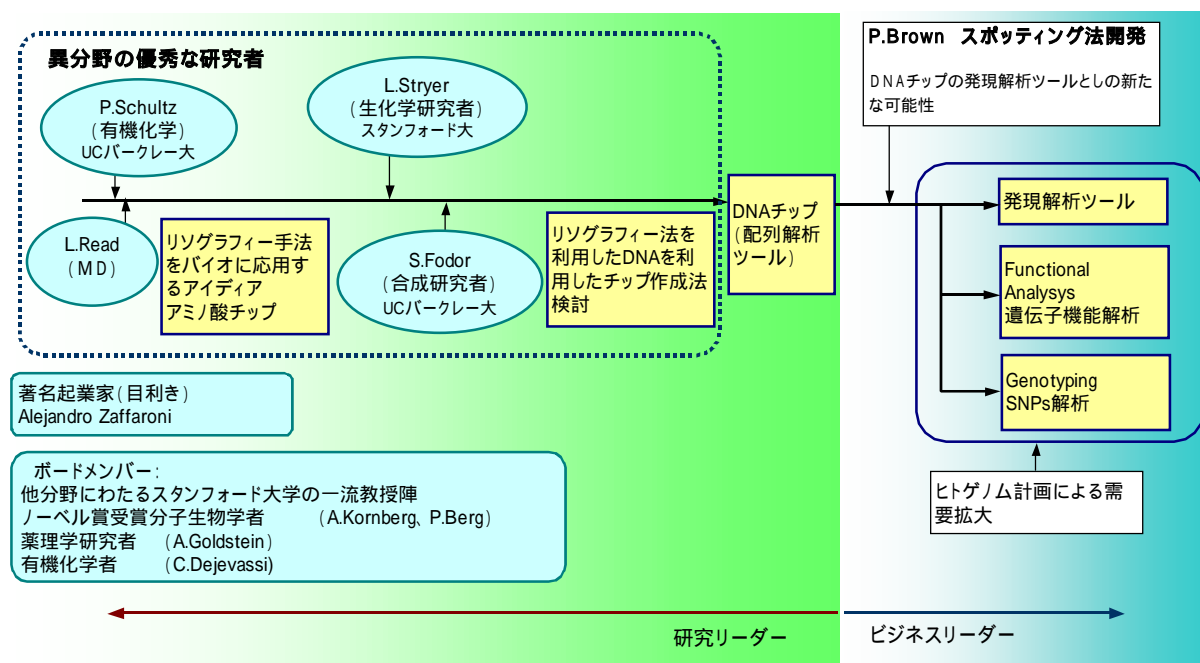 異分野の優秀な研究者
P.Schultz
(有機化学)
UCバークレー大
L.Stryer
(生化学研究者)
スタンフォード大
L.Read
(MD)
リソグラフィー手法
をバイオに応用す
るアイディア
アミノ酸チップ
S.Fodor
(合成研究者)
UCバークレー大
リソグラフィー法を
利用したDNAを利
用したチップ作成法
検討
DNAチップ
(配列解析
ツール)
P.Brown スポッティング法開発
DNAチップの発現解析ツールとしの新た
な可能性
発現解析ツール
Functional
Analysys
遺伝子機能解析
Genotyping
SNPs解析
ヒトゲノム計画による需
要拡大
著名起業家(目利き)
Alejandro Zaffaroni
ボードメンバー:
他分野にわたるスタンフォード大学の一流教授陣
ノーベル賞受賞分子生物学者 (A.Kornberg、P.Berg)
薬理学研究者 (A.Goldstein)
有機化学者 (C.Dejevassi)
研究リーダー
ビジネスリーダー